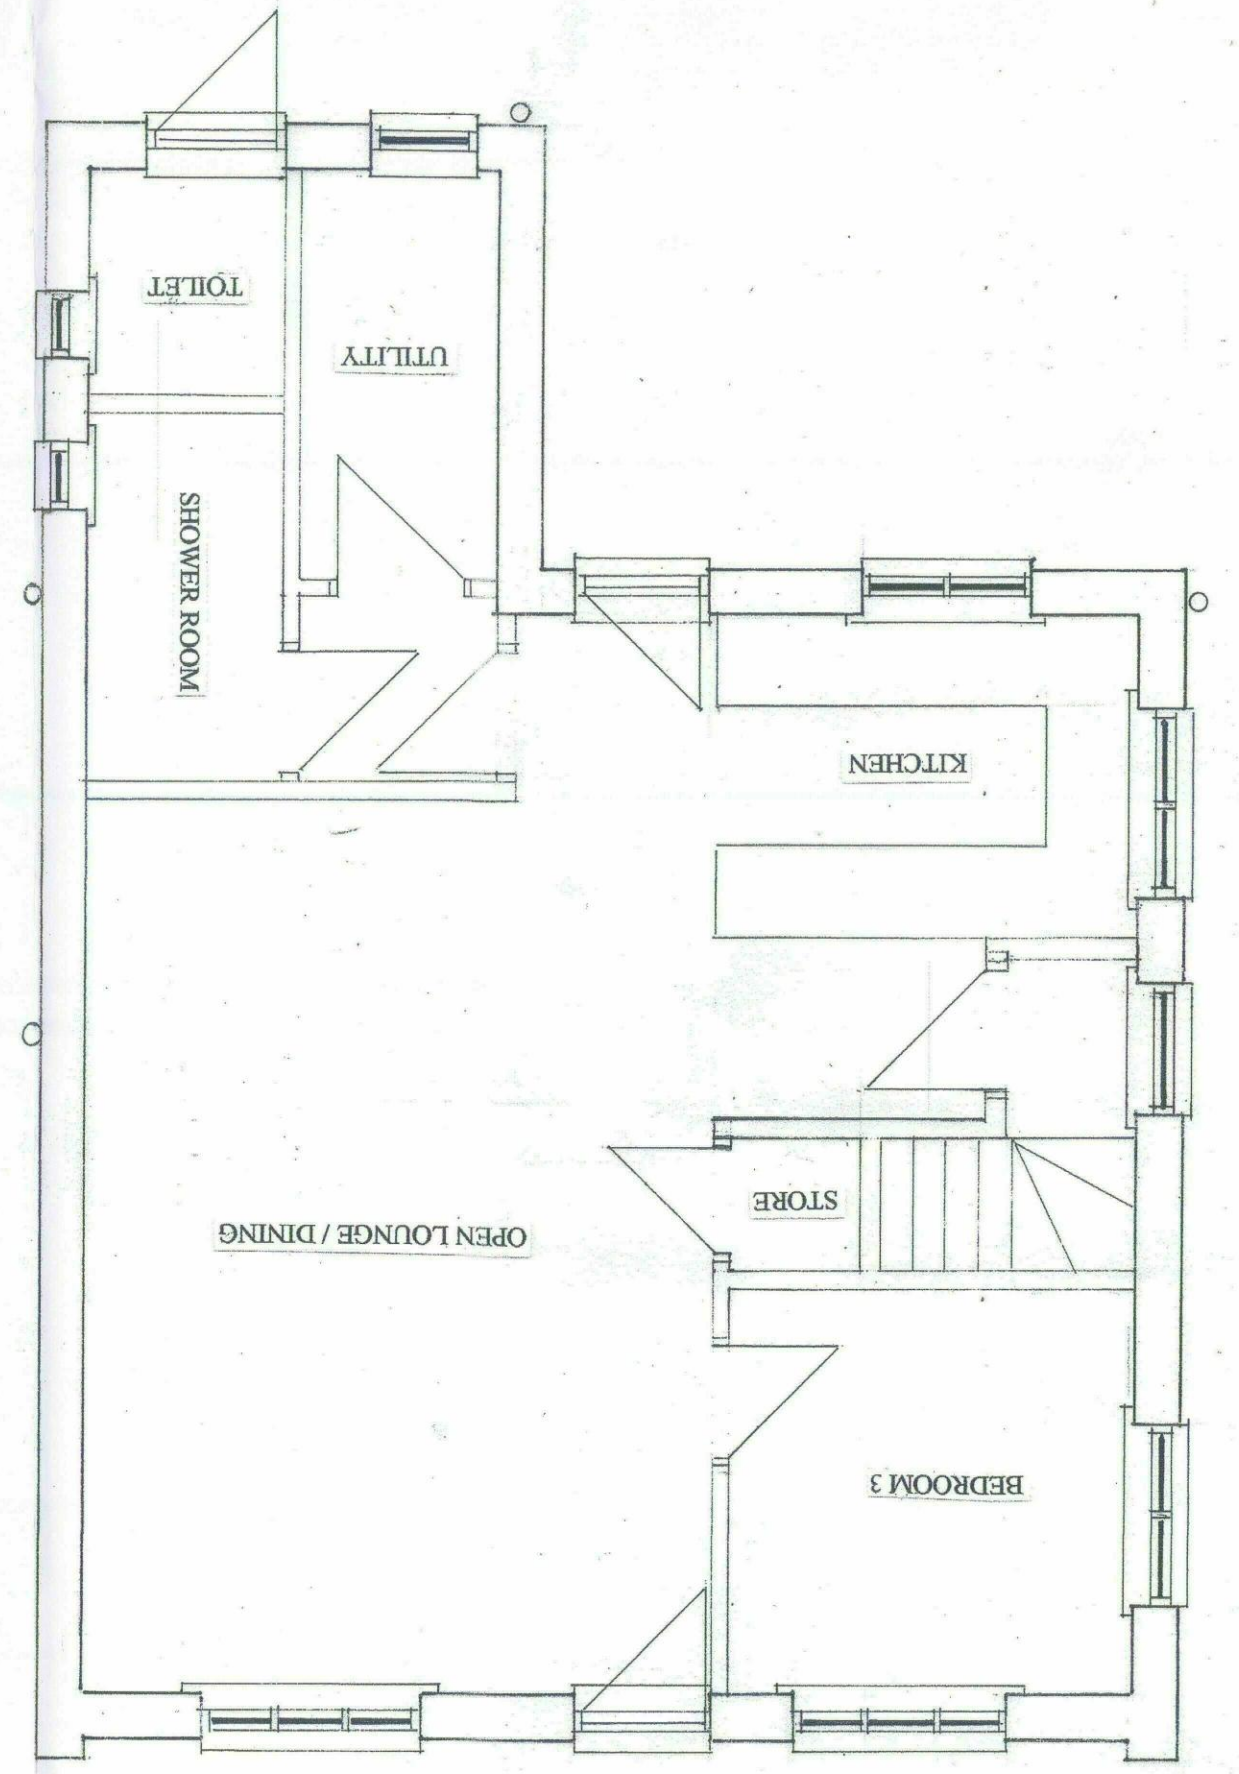 TOILET
UTILITY
SHOWER ROOM
KITCHEN
STORE
OPEN LOUNGE / DINING
BEDROOM 3